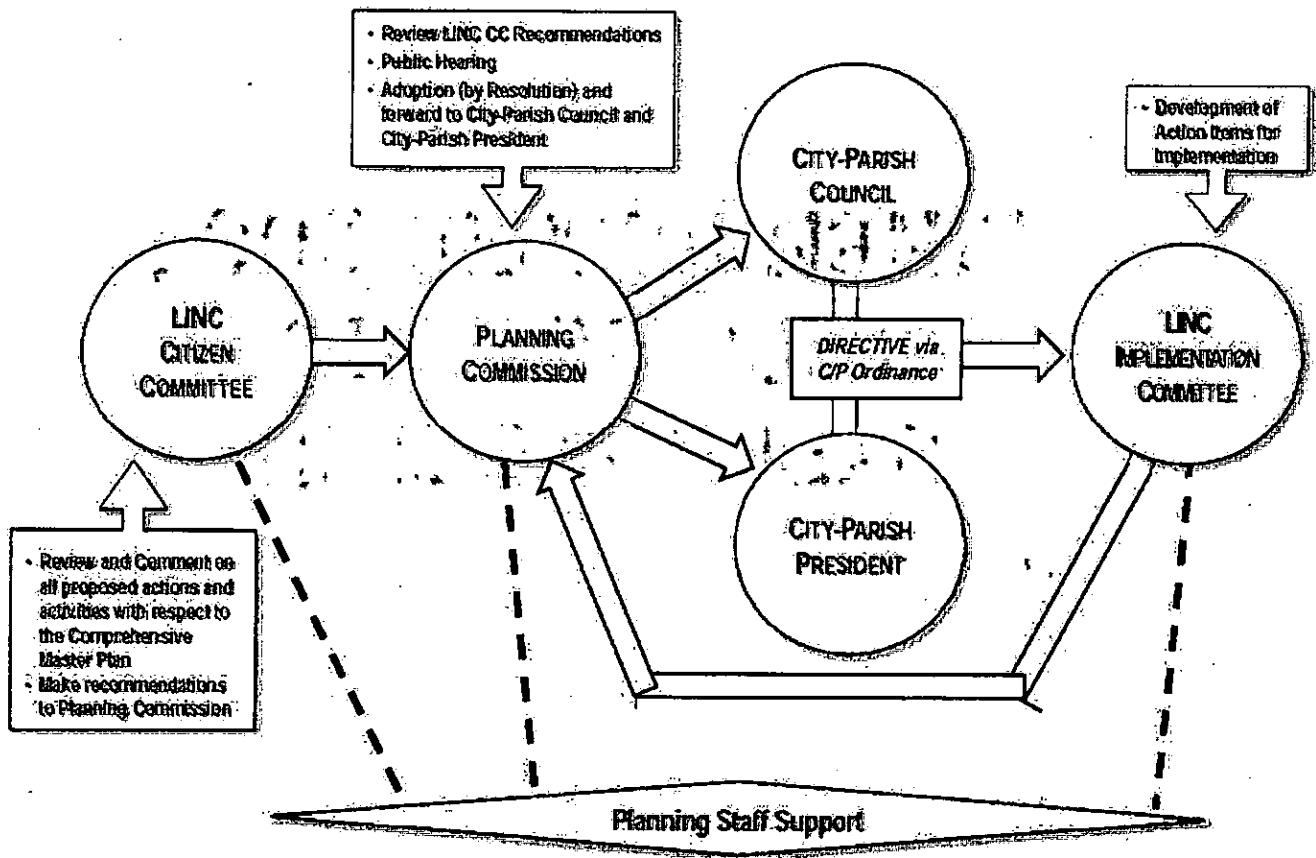 • Review LINC CC Recommendations
• Public Hearing
• Adoption (by Resolution) and
forward to City-Parish Council and
City-Parish President
CITY-PARISH
COUNCIL
• Development of
Action Items for
Implementation
LINC
CITIZEN
COMMITTEE
PLANNING
COMMISSION
DIRECTIVE via
C/P Ordinance
LINC
IMPLEMENTATION
COMMITTEE
CITY-PARISH
PRESIDENT
• Review and Comment on
all proposed actions and
activities with respect to
the Comprehensive
Master Plan
• Make recommendations
to Planning Commission
Planning Staff Support